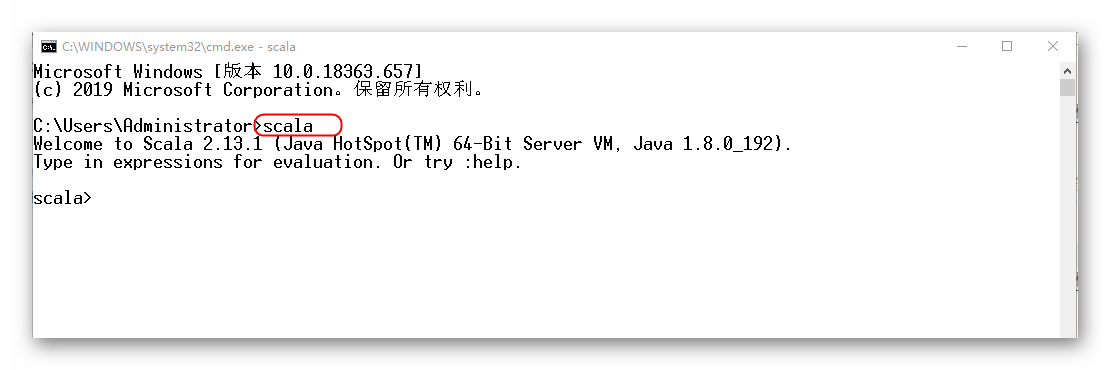 C:\WINDOWS\system32\cmd.exe - scala
Microsoft Windows [版本 10.0.18363.657]
(c) 2019 Microsoft Corporation。保留所有权利。
C:\Users\Administrator>scala
Welcome to Scala 2.13.1 (Java HotSpot(TM) 64-Bit Server VM, Java 1.8.0_192).
Type in expressions for evaluation. Or try :help.
scala>